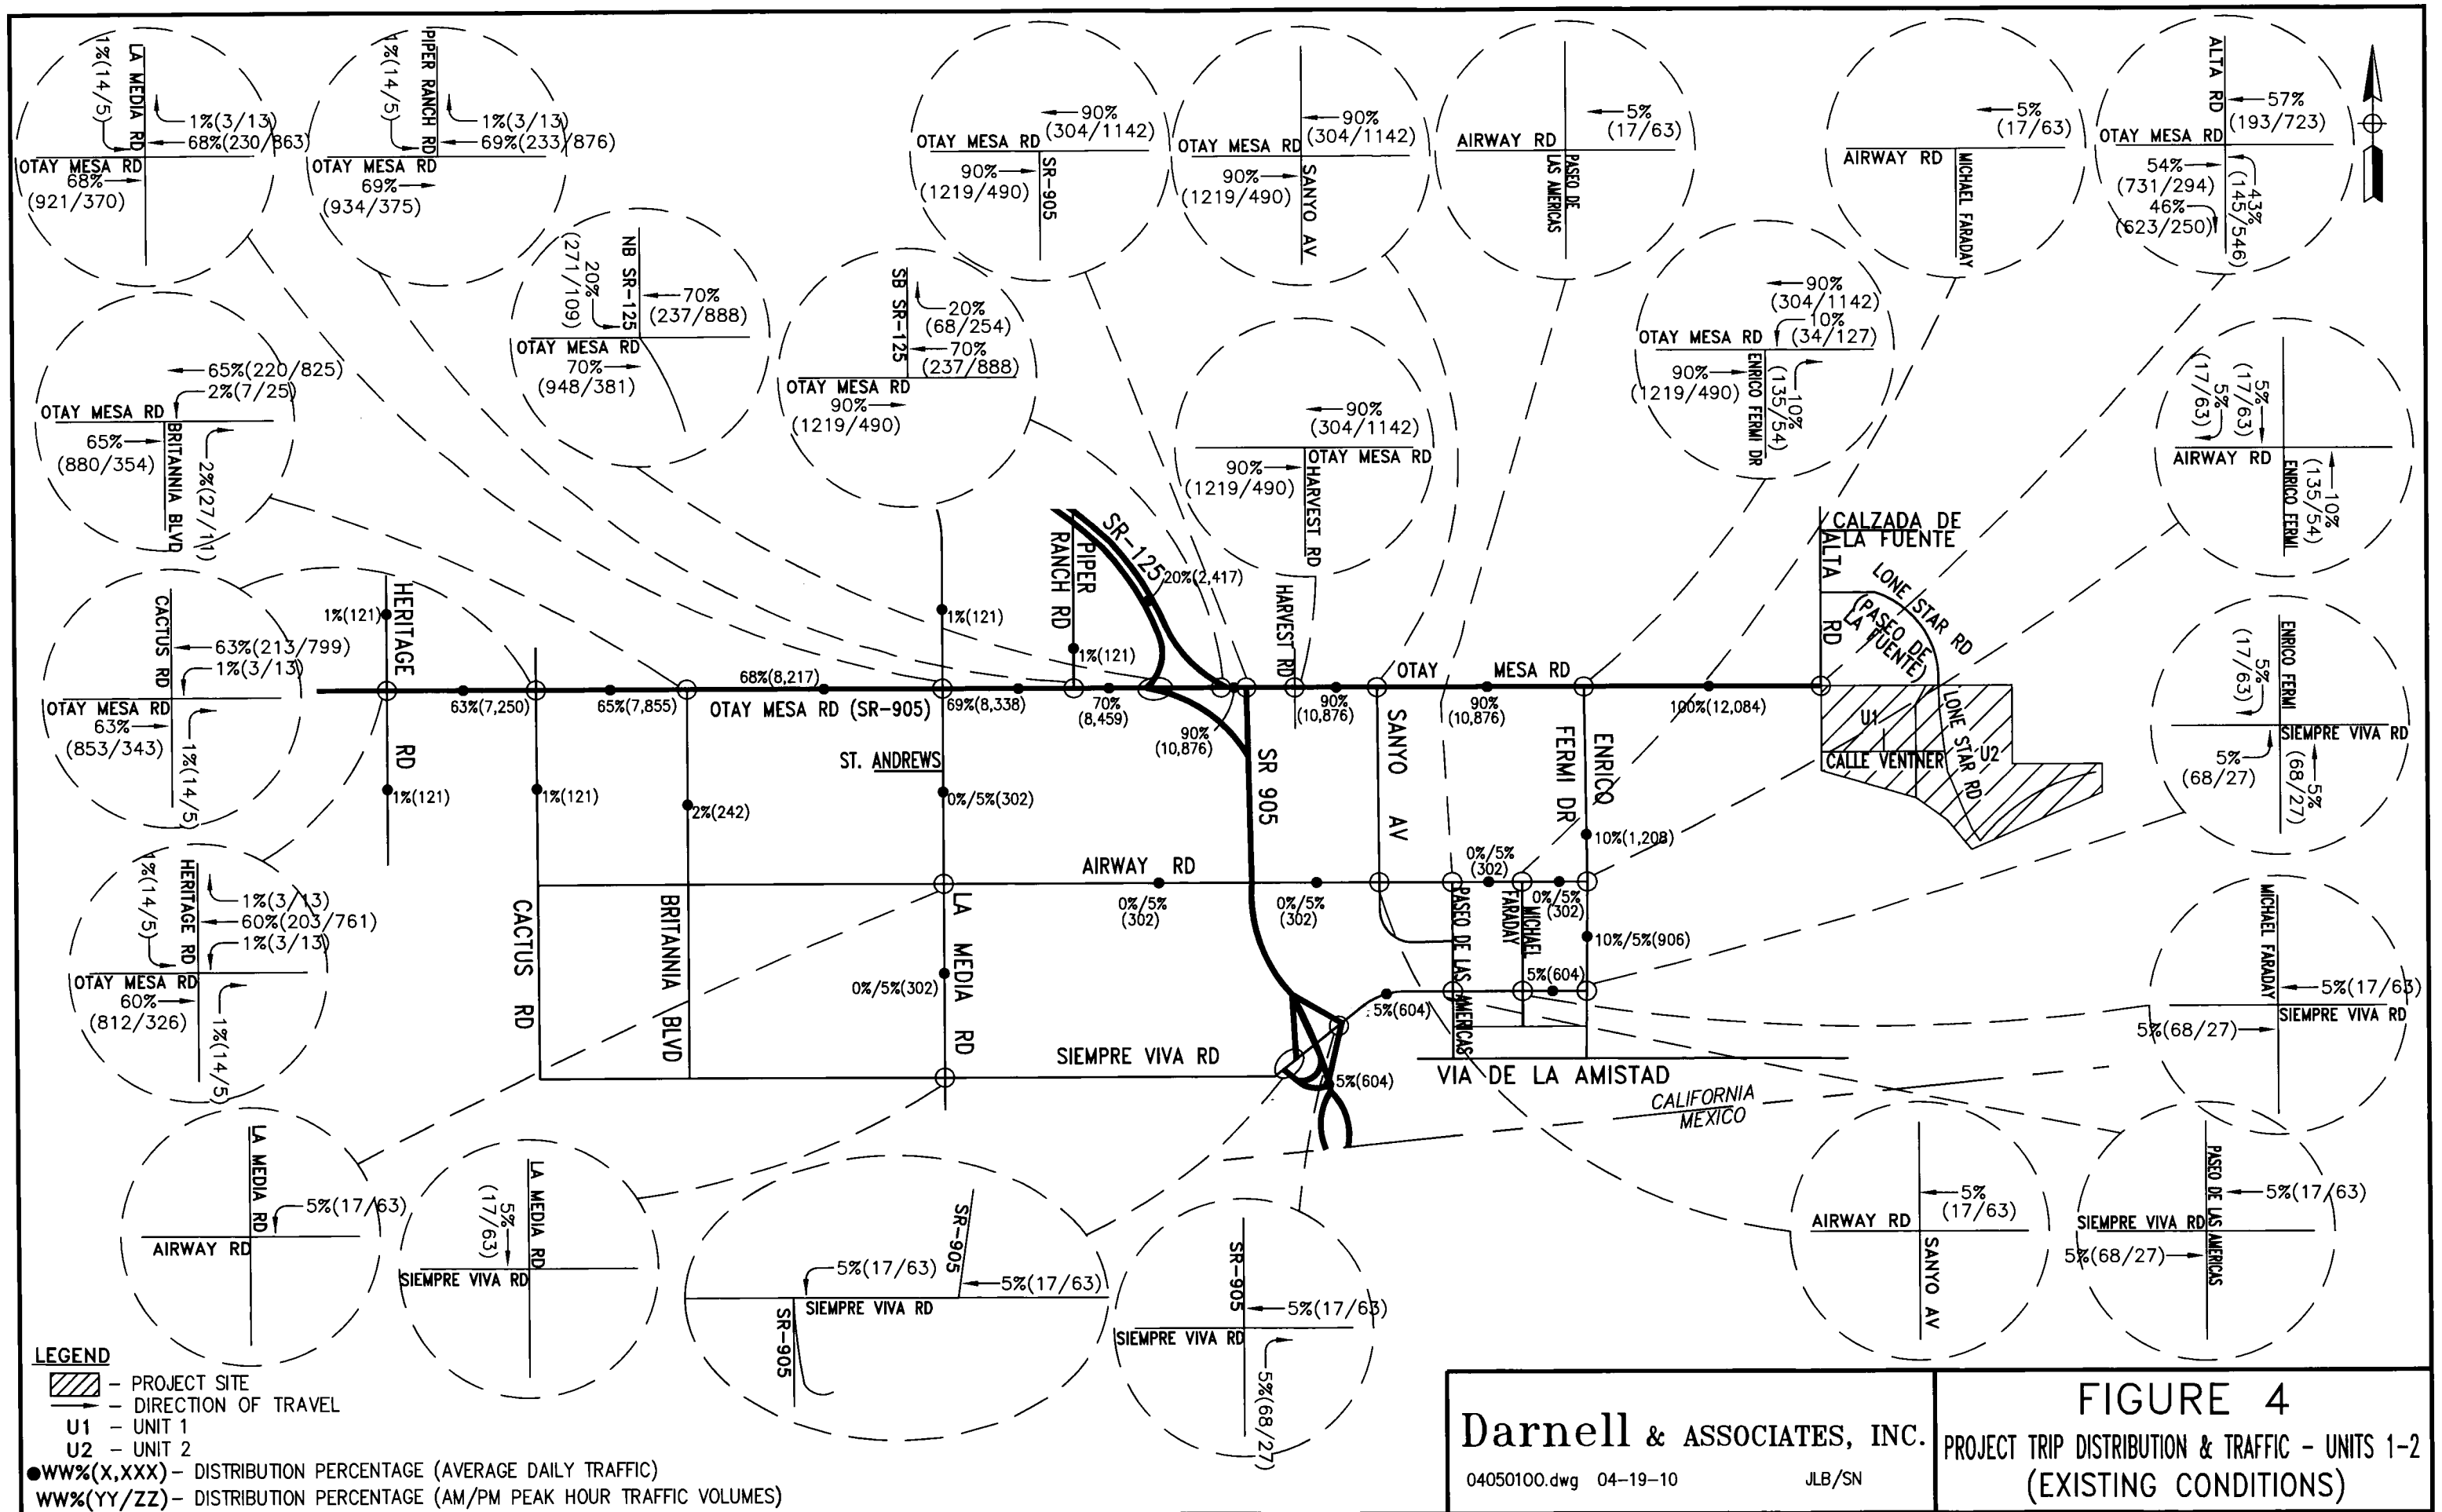 LA MEDIA RD
1%(14/5)
1%(3/13)
68%(230/863)
OTAY MESA RD
68%
(921/370)
PIPER RANCH RD
1%(14/5)
1%(3/13)
69%(233/876)
OTAY MESA RD
69%
(934/375)
90%
(304/1142)
OTAY MESA RD
SR-905
90%
(1219/490)
90%
(304/1142)
OTAY MESA RD
90%
(1219/490)
SANYO AV
5%
(17/63)
AIRWAY RD
PASEO DE
LAS AMERICAS
5%
(17/63)
AIRWAY RD
MICHAEL FARADAY
ALTA RD
57%
(193/723)
OTAY MESA RD
54%
(731/294)
46%
(623/250)
43%
(145/546)
NB SR-125
20%
(271/109)
70%
(237/888)
OTAY MESA RD
70%
(948/381)
SB SR-125
20%
(68/254)
70%
(237/888)
OTAY MESA RD
90%
(1219/490)
90%
(304/1142)
OTAY MESA RD
90%
(1219/490)
HARVEST RD
90%
(304/1142)
10%
(34/127)
OTAY MESA RD
90%
(1219/490)
ENRICO FERMI DR
10%
(135/54)
65%(220/825)
2%(7/25)
OTAY MESA RD
65%
(880/354)
BRITANNIA BLVD
2%(27/11)
5%
(17/63)
5%
(17/63)
AIRWAY RD
ENRICO FERMI
10%
(135/54)
CACTUS RD
63%(213/799)
1%(3/13)
OTAY MESA RD
63%
(853/343)
1%(14/5)
ENRICO FERMI
5%
(17/63)
SIEMPRE VIVA RD
5%
(68/27)
5%
(68/27)
HERITAGE RD
1%(14/5)
1%(3/13)
60%(203/761)
1%(3/13)
OTAY MESA RD
60%
(812/326)
1%(14/5)
MICHAEL FARADAY
5%(17/63)
SIEMPRE VIVA RD
5%(68/27)
SR-125
20%(2,417)
PIPER
RANCH RD
HARVEST RD
CALZADA DE
LA FUENTE
ALTA
RD
LONE STAR RD
(PASEO DE
LA FUENTE)
LONE STAR RD
U1
U2
CALLE VENTNER
HERITAGE
RD
1%(121)
1%(121)
1%(121)
1%(121)
OTAY MESA RD
63%(7,250)
65%(7,855)
68%(8,217)
OTAY MESA RD (SR-905)
69%(8,338)
70%
(8,459)
90%
(10,876)
90%
(10,876)
90%
(10,876)
100%(12,084)
ST. ANDREWS
1%(121)
2%(242)
0%/5%(302)
SR 905
SANYO
AV
ENRICO
FERMI DR
10%(1,208)
AIRWAY RD
0%/5%
(302)
0%/5%
(302)
0%/5%
(302)
0%/5%
(302)
CACTUS RD
BRITANNIA BLVD
LA MEDIA RD
0%/5%(302)
PASEO DE LAS AMERICAS
MICHAEL
FARADAY
10%/5%(906)
5%(604)
5%(604)
5%(604)
SIEMPRE VIVA RD
VIA DE LA AMISTAD
CALIFORNIA
MEXICO
LA MEDIA RD
5%(17/63)
AIRWAY RD
LA MEDIA RD
5%
(17/63)
SIEMPRE VIVA RD
SR-905
5%(17/63)
5%(17/63)
SIEMPRE VIVA RD
SR-905
SR-905
5%(17/63)
SIEMPRE VIVA RD
5%(68/27)
5%
(17/63)
AIRWAY RD
SANYO AV
PASEO DE LAS AMERICAS
5%(17/63)
SIEMPRE VIVA RD
5%(68/27)
LEGEND
- PROJECT SITE
- DIRECTION OF TRAVEL
U1 - UNIT 1
U2 - UNIT 2
WW%(X,XXX) - DISTRIBUTION PERCENTAGE (AVERAGE DAILY TRAFFIC)
WW%(YY/ZZ) - DISTRIBUTION PERCENTAGE (AM/PM PEAK HOUR TRAFFIC VOLUMES)
Darnell & ASSOCIATES, INC.
04050100.dwg 04-19-10 JLB/SN
FIGURE 4
PROJECT TRIP DISTRIBUTION & TRAFFIC - UNITS 1-2
(EXISTING CONDITIONS)